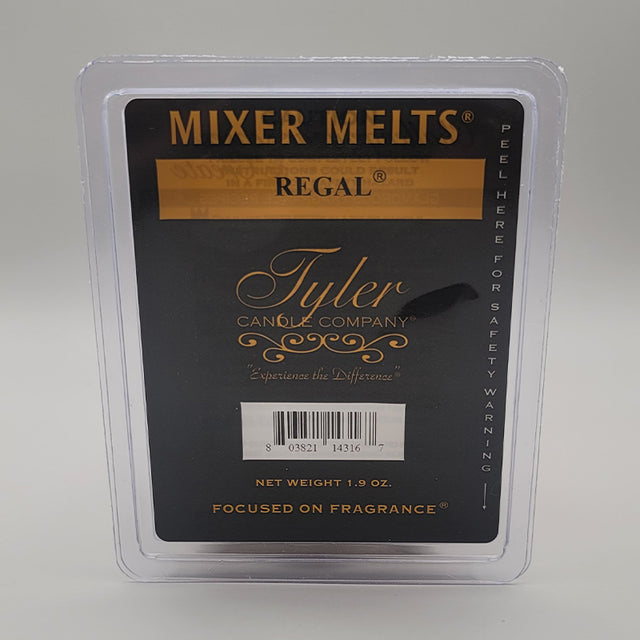 MIXER MELTS®
REGAL®
Tyler
CANDLE COMPANY®
"Experience the Difference"®
8 03821 14316 7
NET WEIGHT 1.9 OZ.
FOCUSED ON FRAGRANCE®
PEEL HERE FOR SAFETY WARNING